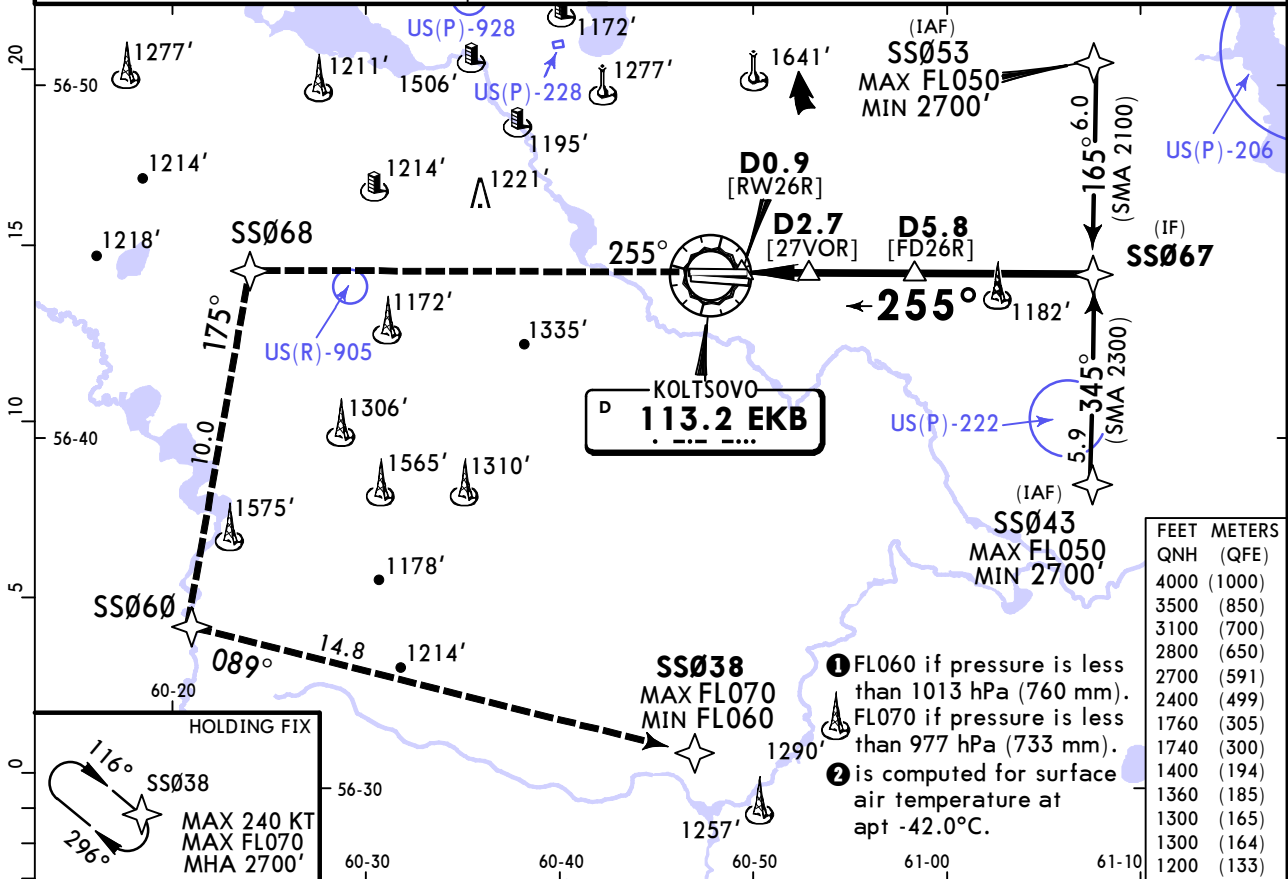 US(P)-928
1172′
1277′
1211′
1506′
US(P)-228
1277′
1641′
(IAF)
SSØ53
MAX FL050
MIN 2700′
20
56-50
1195′
6.0
165°
(SMA 2100)
US(P)-206
1214′
1214′
1221′
D0.9
[RW26R]
1218′
SSØ68
255°
D2.7
[27VOR]
D5.8
[FD26R]
(IF)
SSØ67
15
←255°
1182′
175°
US(R)-905
1172′
1335′
KOLTSOVO
D 113.2 EKB
345°
(SMA 2300)
US(P)-222
5.9
10
56-40
10.0
1306′
1565′
1310′
1575′
(IAF)
SSØ43
MAX FL050
MIN 2700′
1178′
5
SSØ60
089°
14.8
1214′
SSØ38
MAX FL070
MIN FL060
1290′
1257′
60-20
0
56-30
HOLDING FIX
116°
SSØ38
296°
MAX 240 KT
MAX FL070
MHA 2700′
1 FL060 if pressure is less
than 1013 hPa (760 mm).
FL070 if pressure is less
than 977 hPa (733 mm).
2 is computed for surface
air temperature at
apt -42.0°C.
60-30
60-40
60-50
61-00
61-10
FEET METERS
QNH (QFE)
4000 (1000)
3500 (850)
3100 (700)
2800 (650)
2700 (591)
2400 (499)
1760 (305)
1740 (300)
1400 (194)
1360 (185)
1300 (165)
1300 (164)
1200 (133)